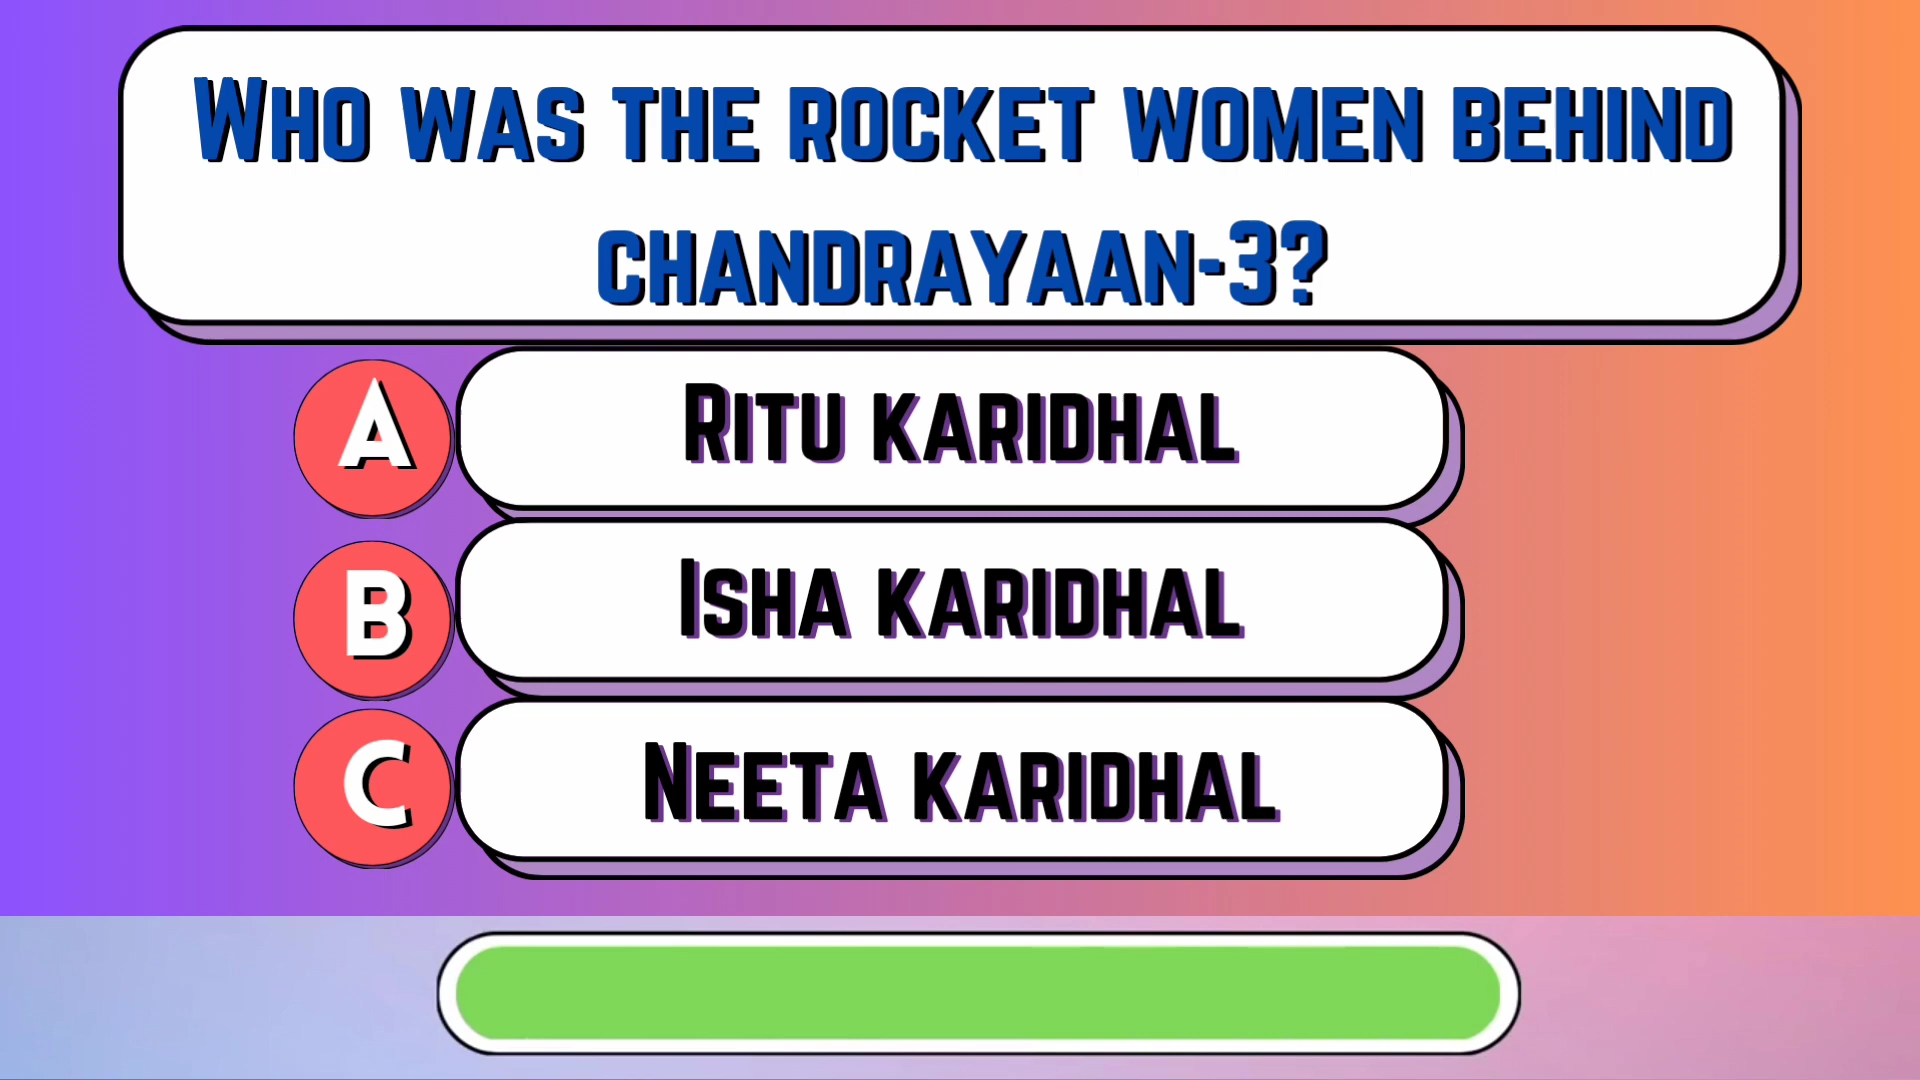 Who was the rocket women behind
chandrayaan-3?
A
Ritu karidhal
B
Isha karidhal
C
Neeta karidhal